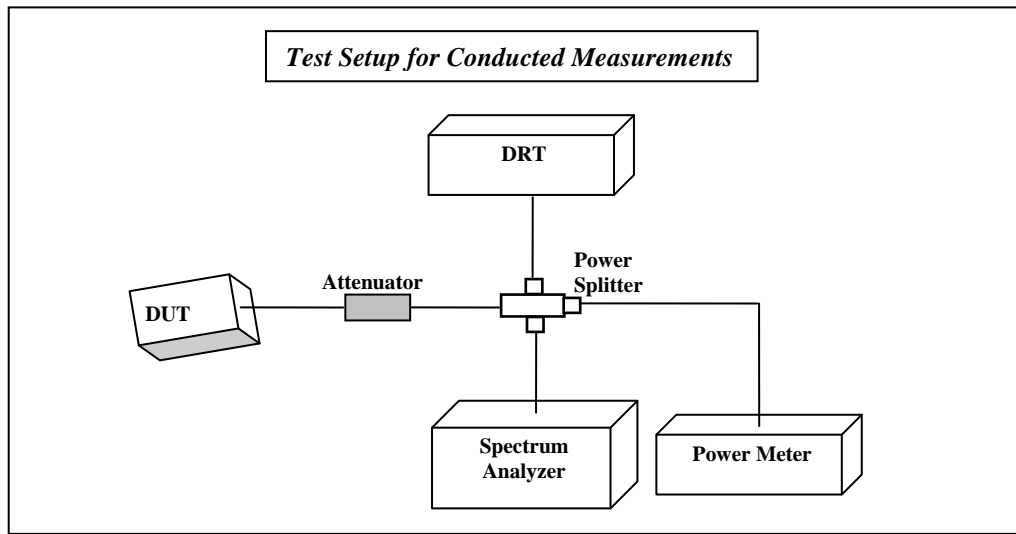 Test Setup for Conducted Measurements
DRT
Power
Splitter
Attenuator
DUT
Spectrum
Analyzer
Power Meter